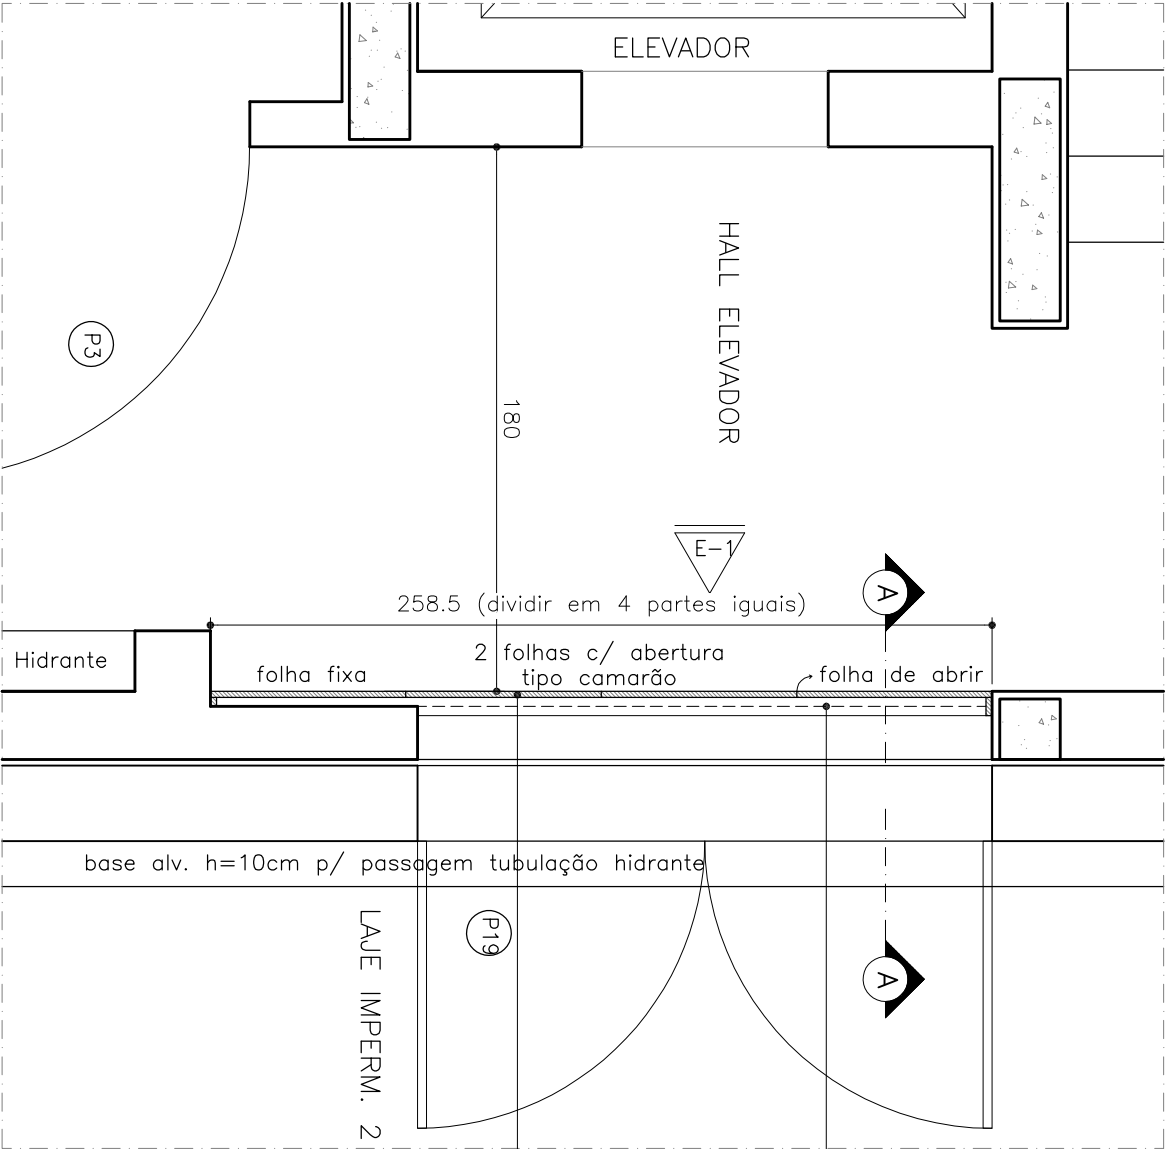 ELEVADOR
HALL ELEVADOR
P3
180
E-1
A
258.5 (dividir em 4 partes iguais)
Hidrante
2 folhas c/ abertura
tipo camarão
folha fixa
folha de abrir
base alv. h=10cm p/ passagem tubulação hidrante
P19
LAJE IMPERM. 2
A